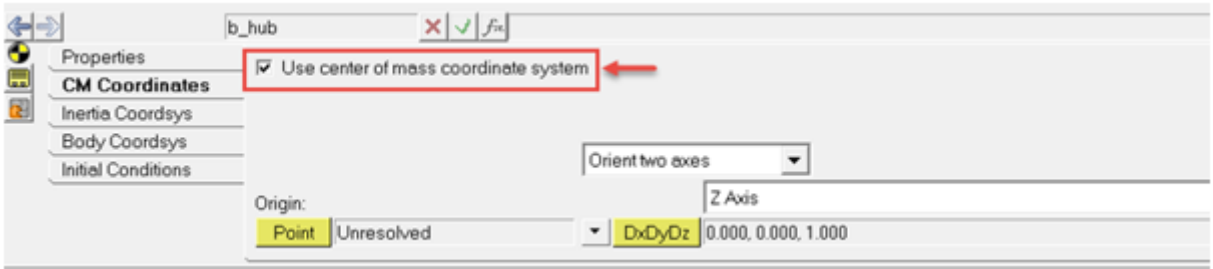 b_hub fx
Properties
Use center of mass coordinate system
CM Coordinates
Inertia Coordsys
Body Coordsys
Orient two axes
Initial Conditions
Z Axis
Origin:
Point Unresolved DxDyDz 0.000, 0.000, 1.000